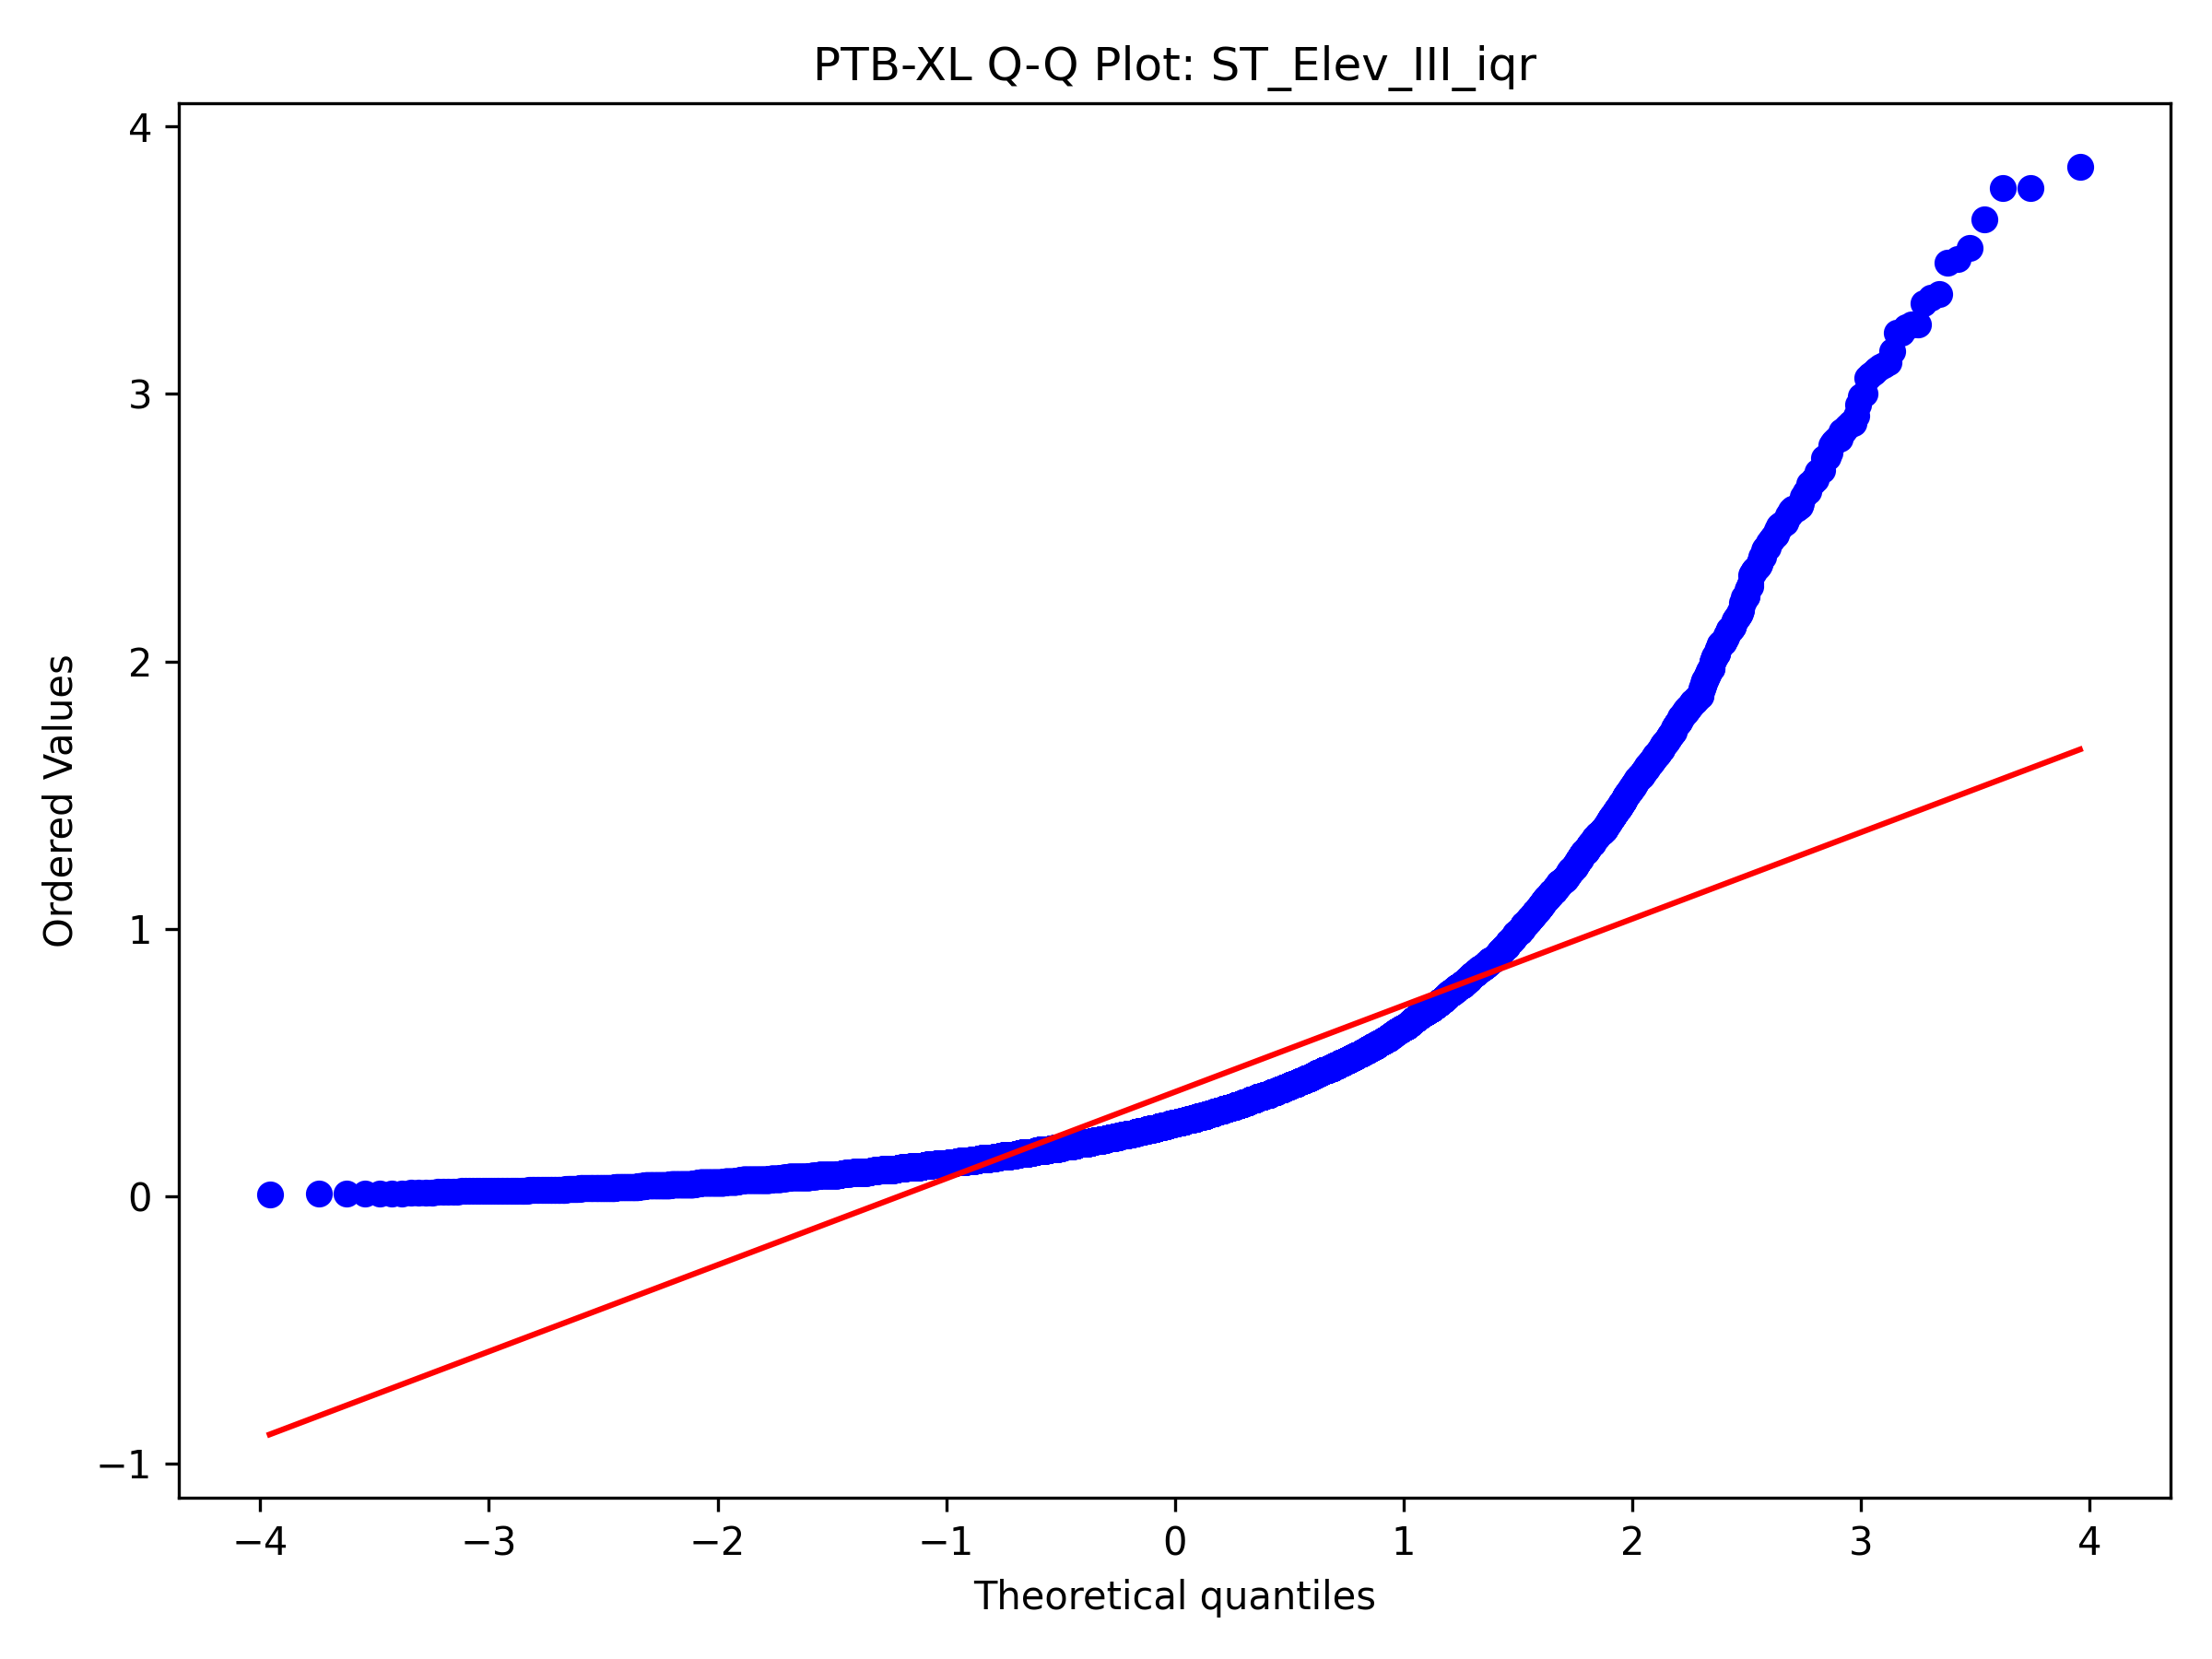 PTB-XL Q-Q Plot: ST_Elev_III_iqr
4
3
2
1
0
−1
Ordered Values
−4 −3 −2 −1 0 1 2 3 4
Theoretical quantiles